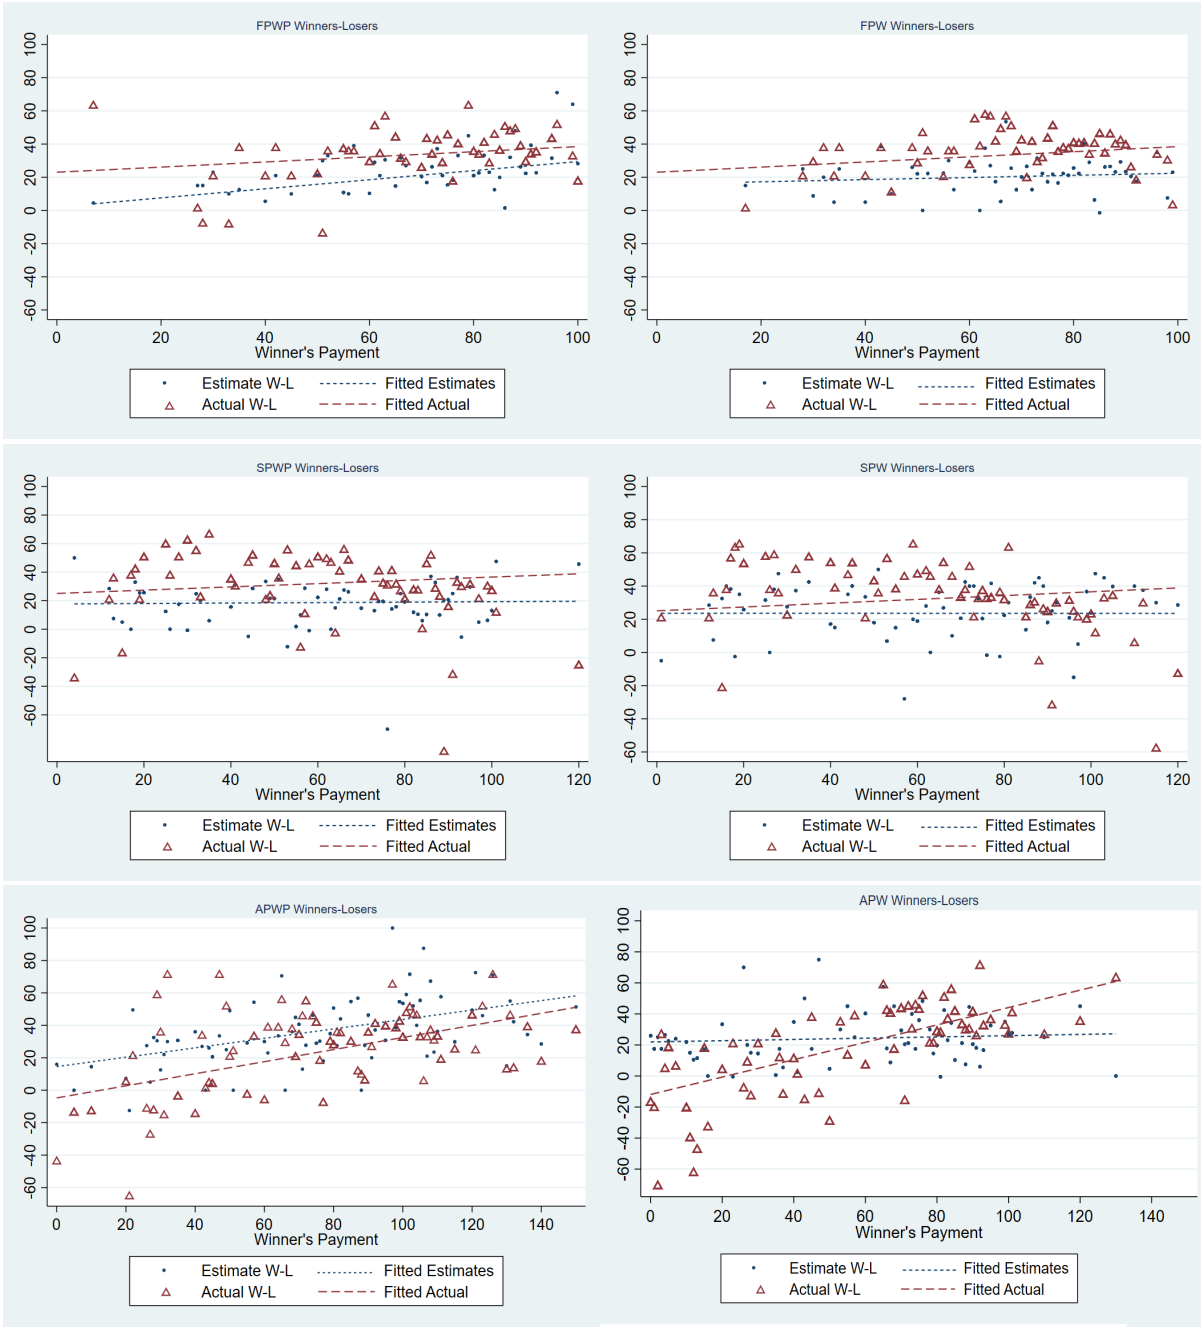 FPWP Winners-Losers
100
80
60
40
20
0
-20
-40
-60
0 20 40 60 80 100
Winner's Payment
Estimate W-L Fitted Estimates
Actual W-L Fitted Actual
FPW Winners-Losers
100
80
60
40
20
0
-20
-40
-60
0 20 40 60 80 100
Winner's Payment
Estimate W-L Fitted Estimates
Actual W-L Fitted Actual
SPWP Winners-Losers
100
80
60
40
20
0
-20
-40
-60
0 20 40 60 80 100 120
Winner's Payment
Estimate W-L Fitted Estimates
Actual W-L Fitted Actual
SPW Winners-Losers
100
80
60
40
20
0
-20
-40
-60
0 20 40 60 80 100 120
Winner's Payment
Estimate W-L Fitted Estimates
Actual W-L Fitted Actual
APWP Winners-Losers
100
80
60
40
20
0
-20
-40
-60
0 20 40 60 80 100 120 140
Winner's Payment
Estimate W-L Fitted Estimates
Actual W-L Fitted Actual
APW Winners-Losers
100
80
60
40
20
0
-20
-40
-60
0 20 40 60 80 100 120 140
Winner's Payment
Estimate W-L Fitted Estimates
Actual W-L Fitted Actual